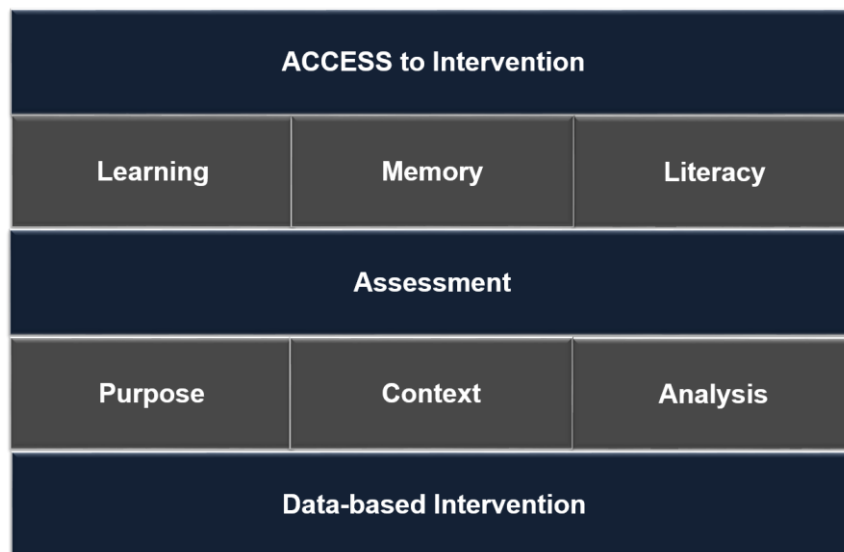 ACCESS to Intervention
Learning Memory Literacy
Assessment
Purpose Context Analysis
Data-based Intervention